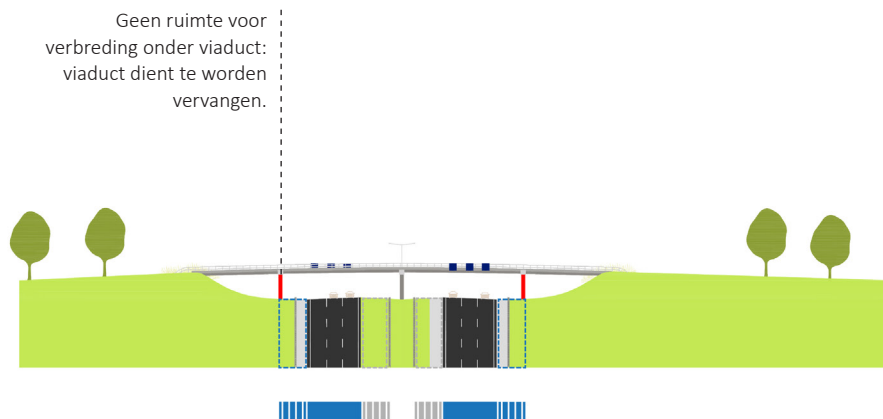 Geen ruimte voor
verbreding onder viaduct:
viaduct dient te worden
vervangen.